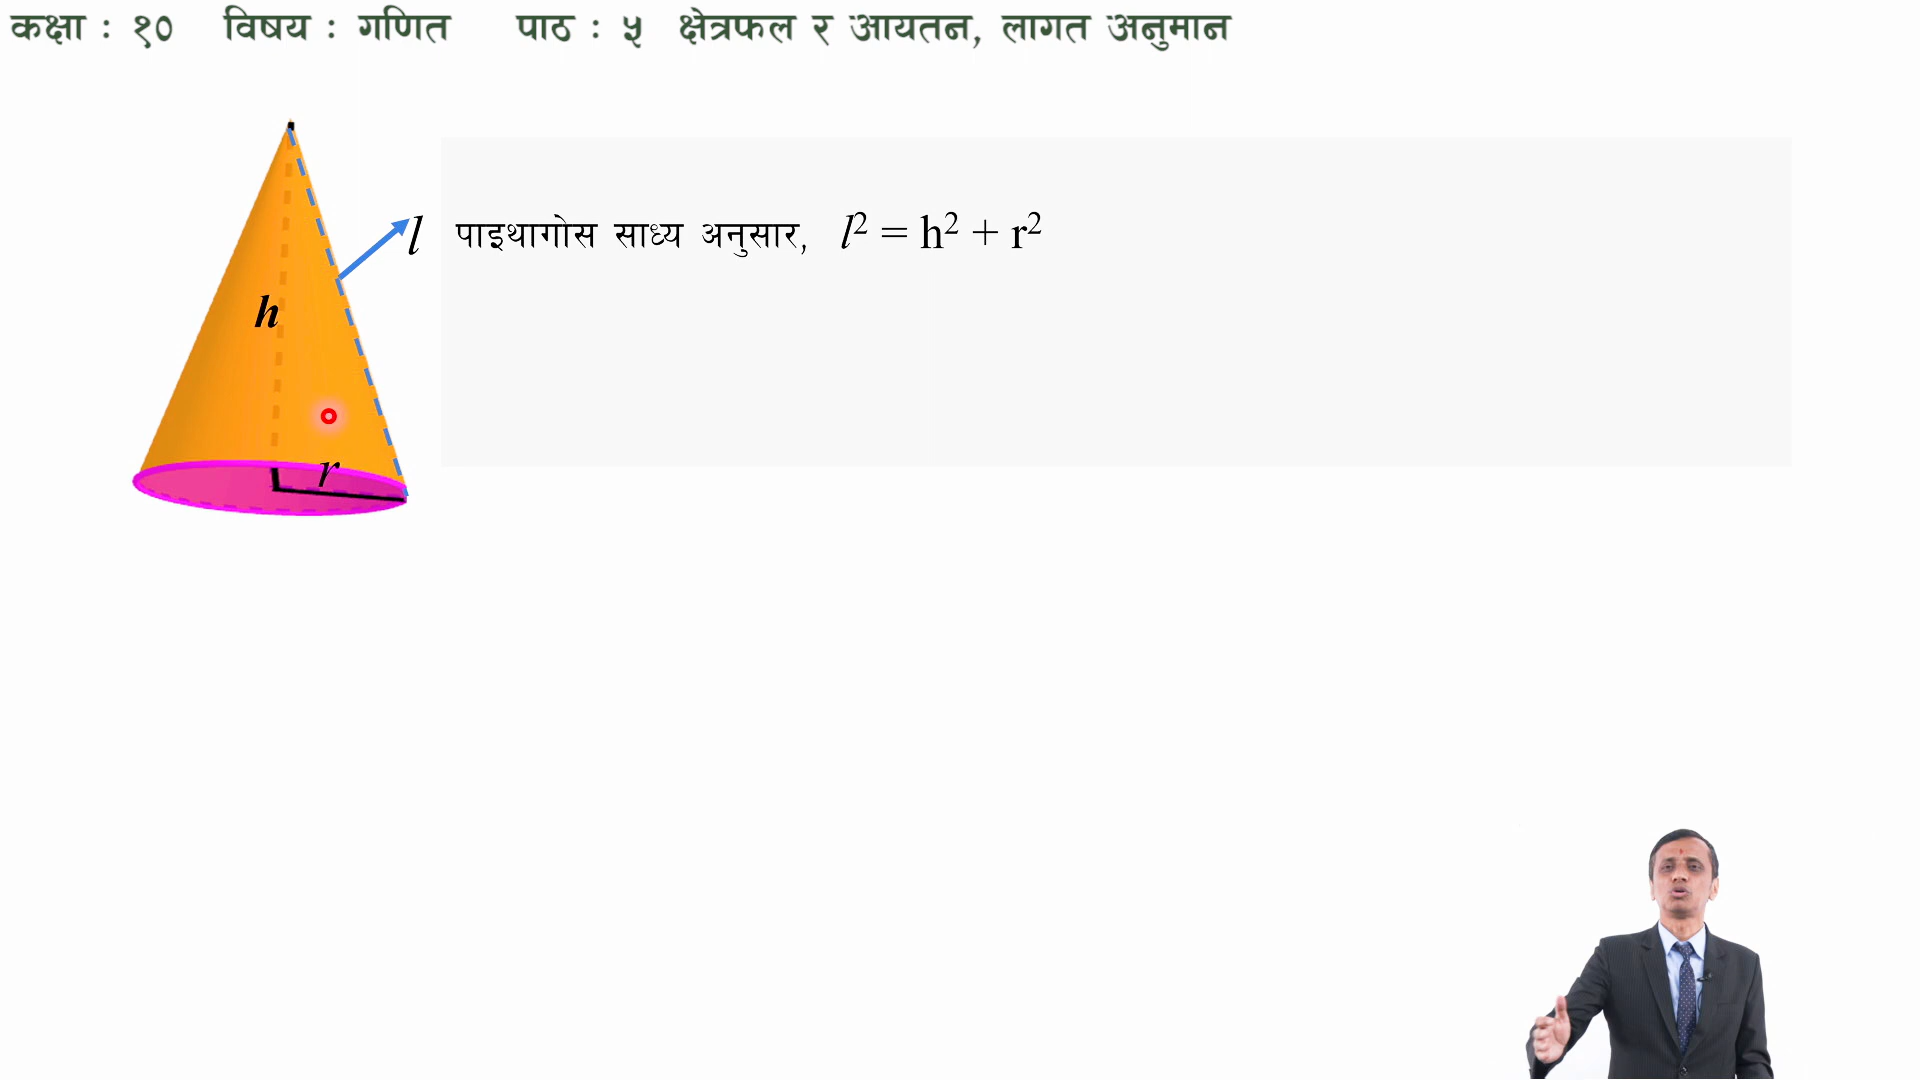 कक्षा : १० विषय : गणित पाठ : ५ क्षेत्रफल र आयतन, लागत अनुमान
l
पाइथागोस साध्य अनुसार, l² = h² + r²
h
r